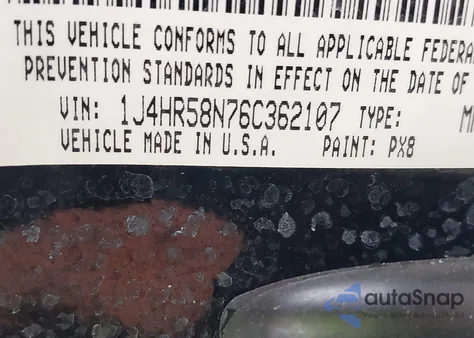 THIS VEHICLE CONFORMS TO ALL APPLICABLE FEDERA
PREVENTION STANDARDS IN EFFECT ON THE DATE OF
VIN: 1J4HR58N76C362107 TYPE:
VEHICLE MADE IN U.S.A. PAINT: PX8
autoSnap